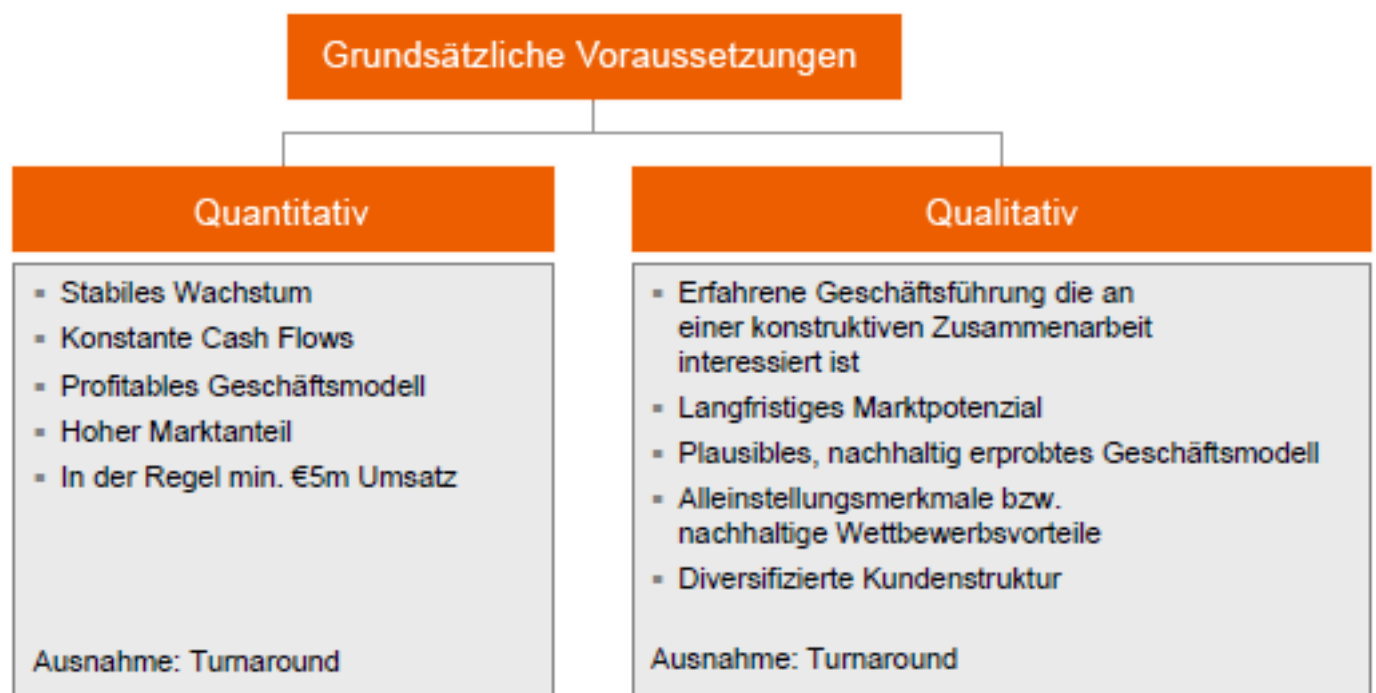 Grundsätzliche Voraussetzungen
Quantitativ
Stabiles Wachstum
Konstante Cash Flows
Profitables Geschäftsmodell
Hoher Marktanteil
In der Regel min. €5m Umsatz
Ausnahme: Turnaround
Qualitativ
Erfahrene Geschäftsführung die an
einer konstruktiven Zusammenarbeit
interessiert ist
Langfristiges Marktpotenzial
Plausibles, nachhaltig erprobtes Geschäftsmodell
Alleinstellungsmerkmale bzw.
nachhaltige Wettbewerbsvorteile
Diversifizierte Kundenstruktur
Ausnahme: Turnaround